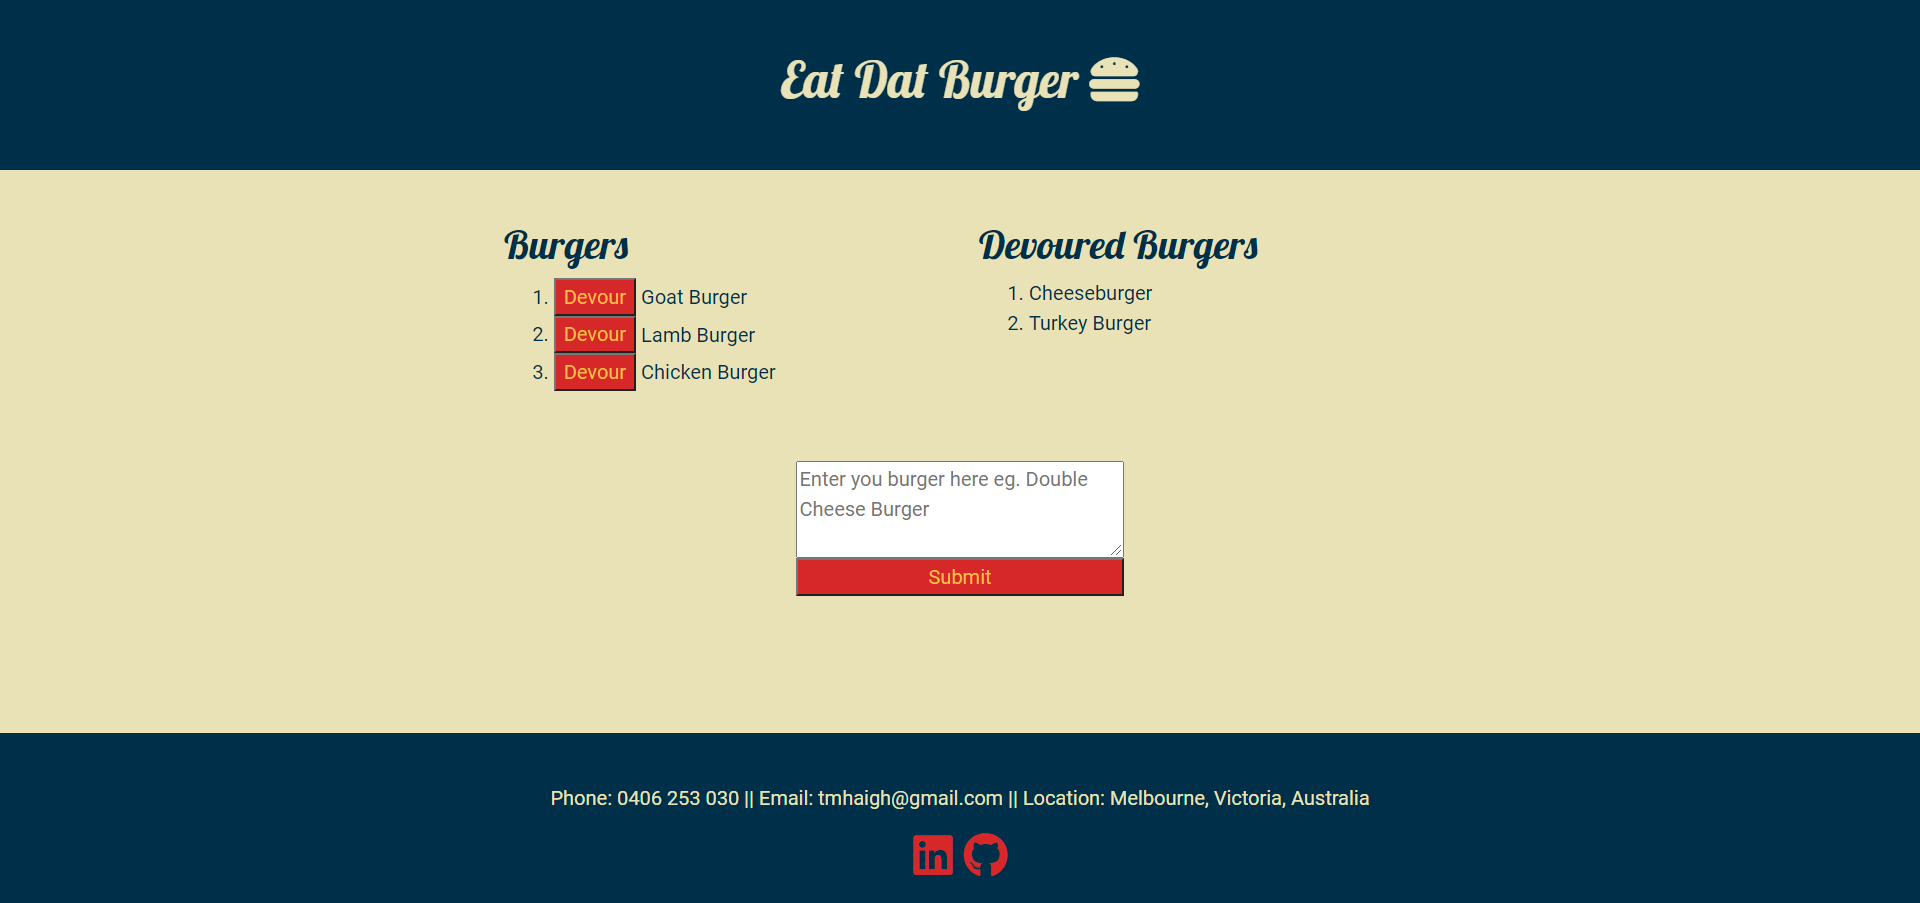 Eat Dat Burger
Burgers
1. Devour Goat Burger
2. Devour Lamb Burger
3. Devour Chicken Burger
Devoured Burgers
1. Cheeseburger
2. Turkey Burger
Enter you burger here eg. Double
Cheese Burger
Submit
Phone: 0406 253 030 || Email: tmhaigh@gmail.com || Location: Melbourne, Victoria, Australia
in